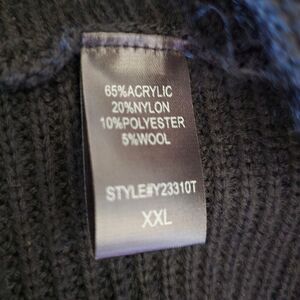 65%ACRYLIC
20%NYLON
10%POLYESTER
5%WOOL
STYLE#Y23310T
XXL